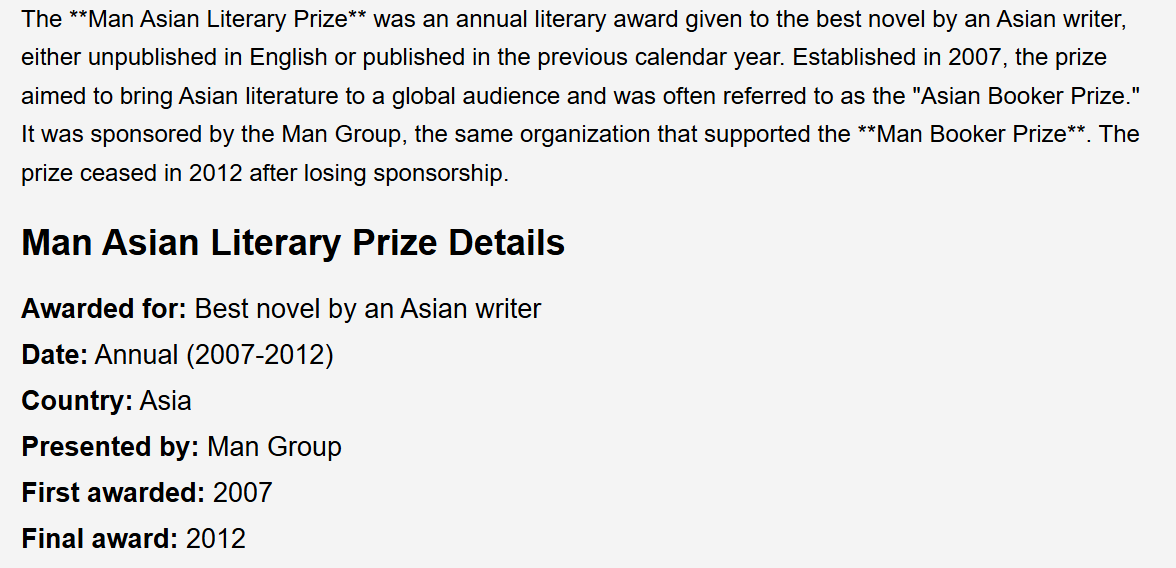 The **Man Asian Literary Prize** was an annual literary award given to the best novel by an Asian writer,
either unpublished in English or published in the previous calendar year. Established in 2007, the prize
aimed to bring Asian literature to a global audience and was often referred to as the "Asian Booker Prize."
It was sponsored by the Man Group, the same organization that supported the **Man Booker Prize**. The
prize ceased in 2012 after losing sponsorship.
Man Asian Literary Prize Details
Awarded for: Best novel by an Asian writer
Date: Annual (2007-2012)
Country: Asia
Presented by: Man Group
First awarded: 2007
Final award: 2012